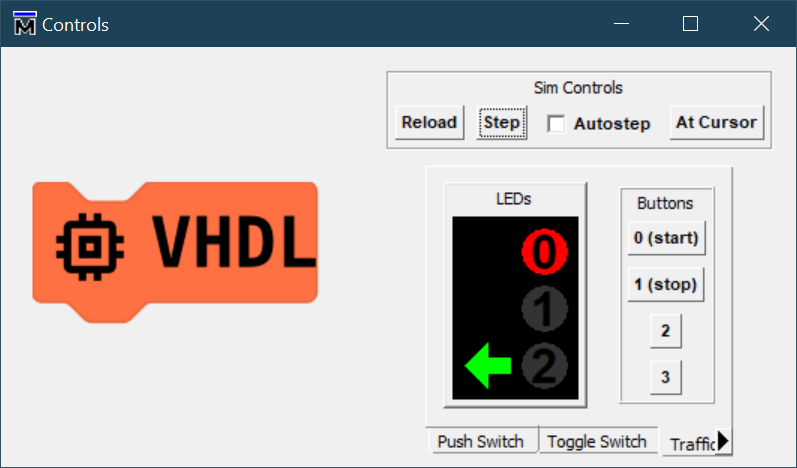 Controls
VHDL
Sim Controls
Reload
Step
Autostep
At Cursor
LEDs
0
1
2
Buttons
0 (start)
1 (stop)
2
3
Push Switch
Toggle Switch
Traffic